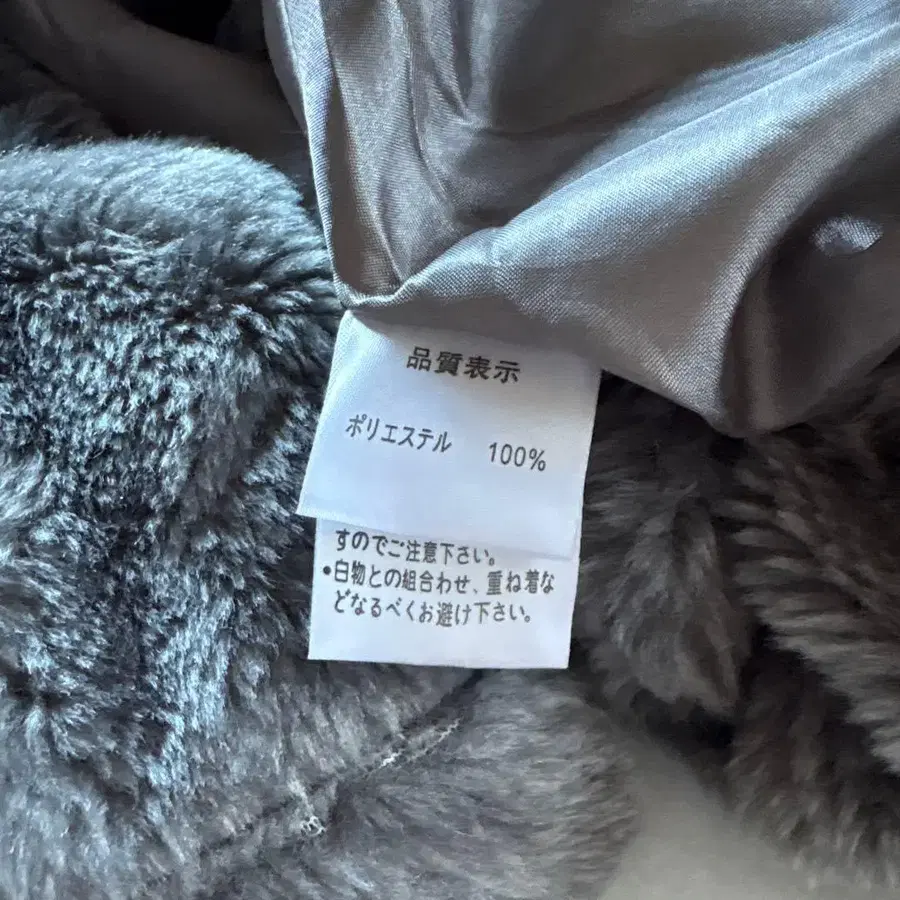 品質表示
ポリエステル 100%
すのでご注意下さい。
•白物との組合わせ、重ね着な
どなるべくお避け下さい。